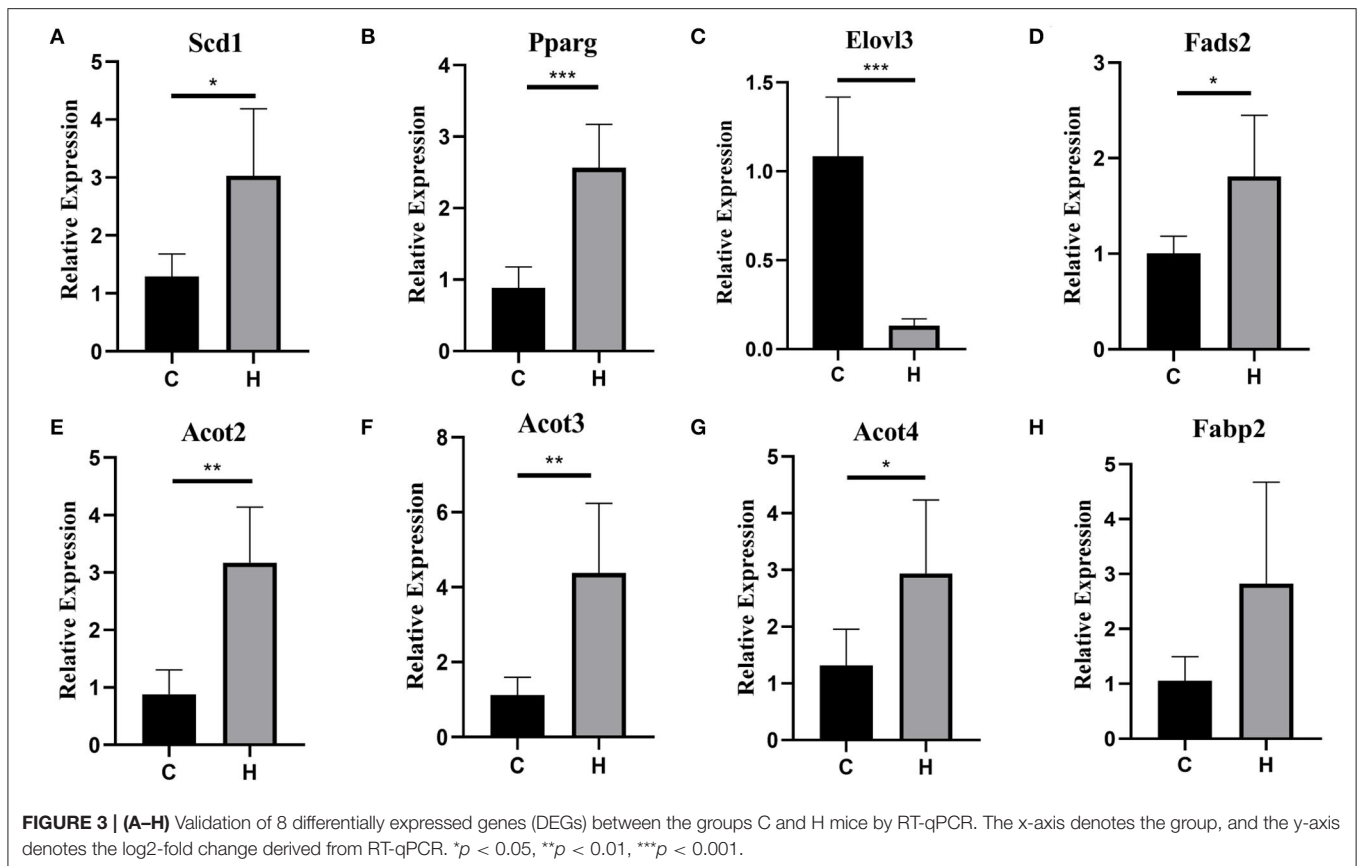 A
Scd1
*
Relative Expression
5
4
3
2
1
0
C
H
B
Pparg
***
Relative Expression
4
3
2
1
0
C
H
C
Elovl3
***
Relative Expression
1.5
1.0
0.5
0.0
C
H
D
Fads2
*
Relative Expression
3
2
1
0
C
H
E
Acot2
**
Relative Expression
5
4
3
2
1
0
C
H
F
Acot3
**
Relative Expression
8
6
4
2
0
C
H
G
Acot4
*
Relative Expression
5
4
3
2
1
0
C
H
H
Fabp2
Relative Expression
5
4
3
2
1
0
C
H
FIGURE 3 | (A–H) Validation of 8 differentially expressed genes (DEGs) between the groups C and H mice by RT-qPCR. The x-axis denotes the group, and the y-axis
denotes the log2-fold change derived from RT-qPCR. *p < 0.05, **p < 0.01, ***p < 0.001.